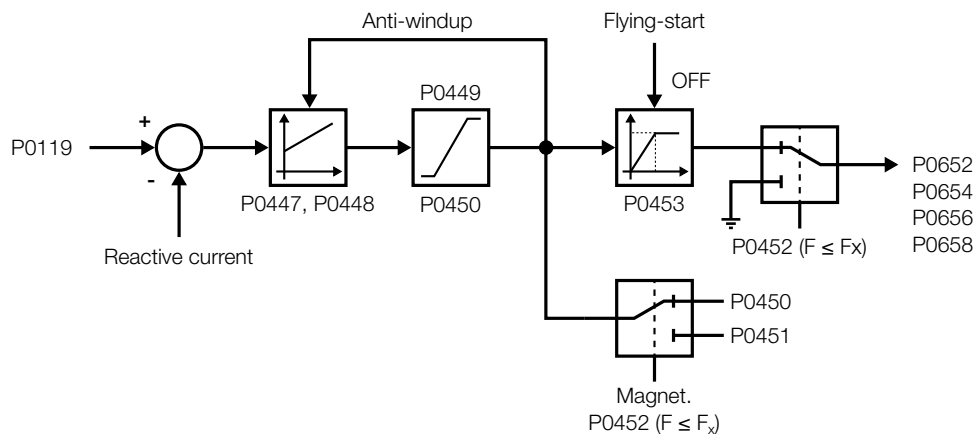 Anti-windup
Flying-start
OFF
P0449
+
P0119
-
P0447, P0448
P0450
P0453
P0652
P0654
P0656
P0658
P0452 (F ≤ Fx)
Reactive current
P0450
P0451
Magnet.
P0452 (F ≤ Fx)